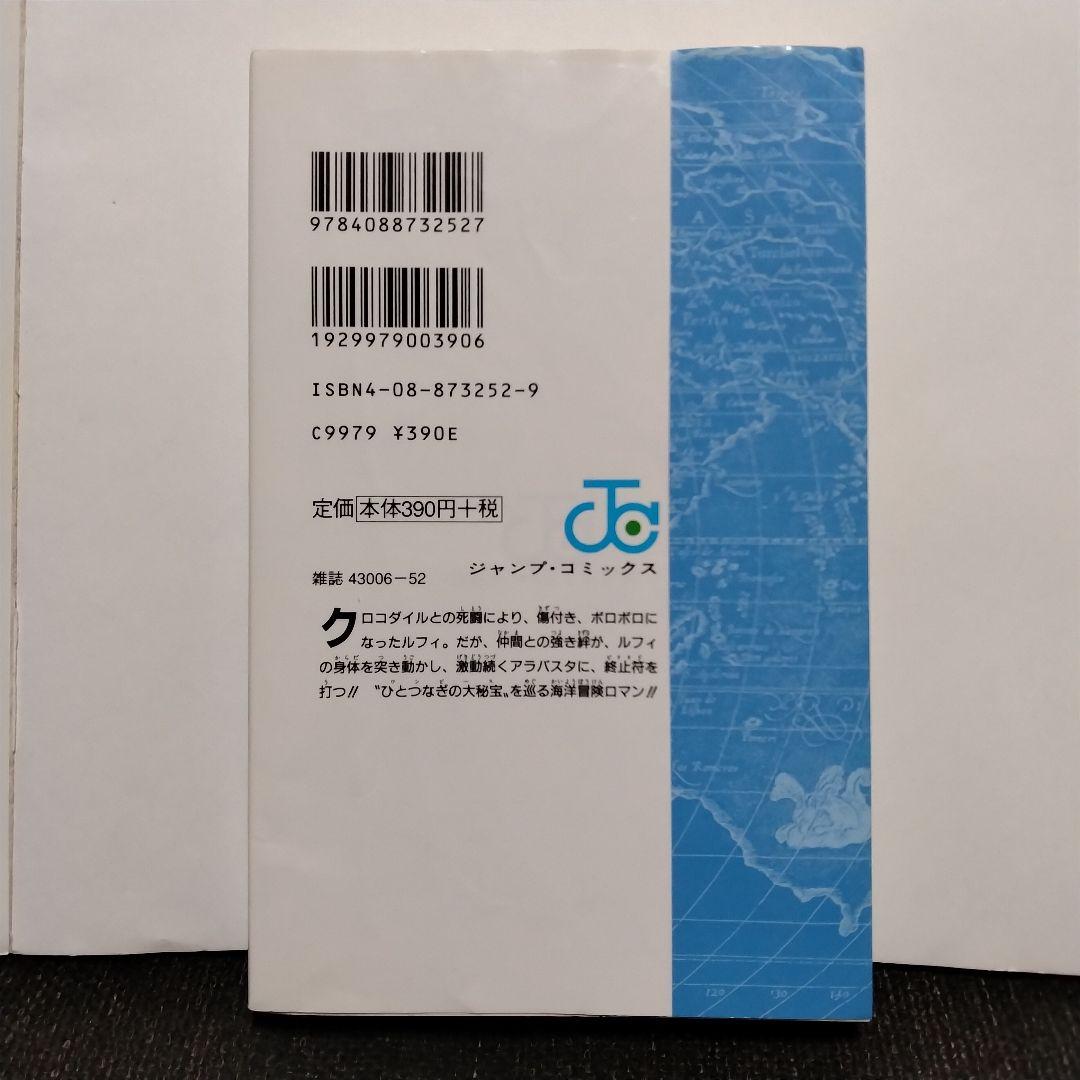 9784088732527
1929979003906
ISBN4-08-873252-9
C9979 ¥390E
定価 本体390円+税
JC
ジャンプ・コミックス
雑誌 43006-52
クロコダイルとの死闘により、傷付き、ボロボロに
なったルフィ。だが、仲間との強き絆が、ルフィ
の身体を突き動かし、激動続くアラバスタに、終止符を
打つ!! “ひとつなぎの大秘宝„を巡る海洋冒険ロマン!!
120 130 140